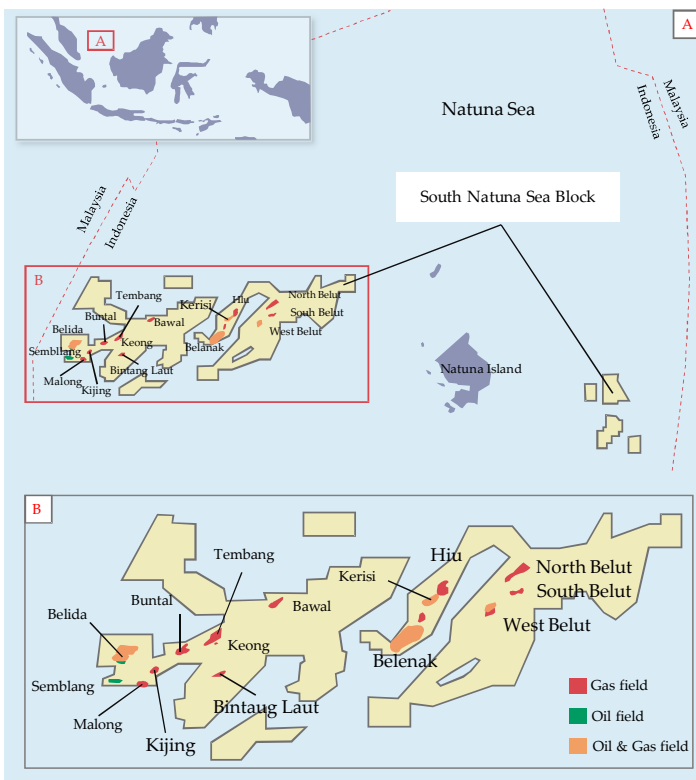 A
A
Natuna Sea
Malaysia
Indonesia
South Natuna Sea Block
Malaysia
Indonesia
B
Tembang
Kerisi
Hiu
North Belut
Buntal
Bawal
South Belut
Belida
West Belut
Keong
Belanak
Sembllang
Bintang Laut
Malong
Kijing
Natuna Island
B
Tembang
Hiu
Kerisi
North Belut
Buntal
South Belut
Bawal
Belida
West Belut
Keong
Belenak
Semblang
Gas field
Bintaug Laut
Malong
Oil field
Kijing
Oil & Gas field